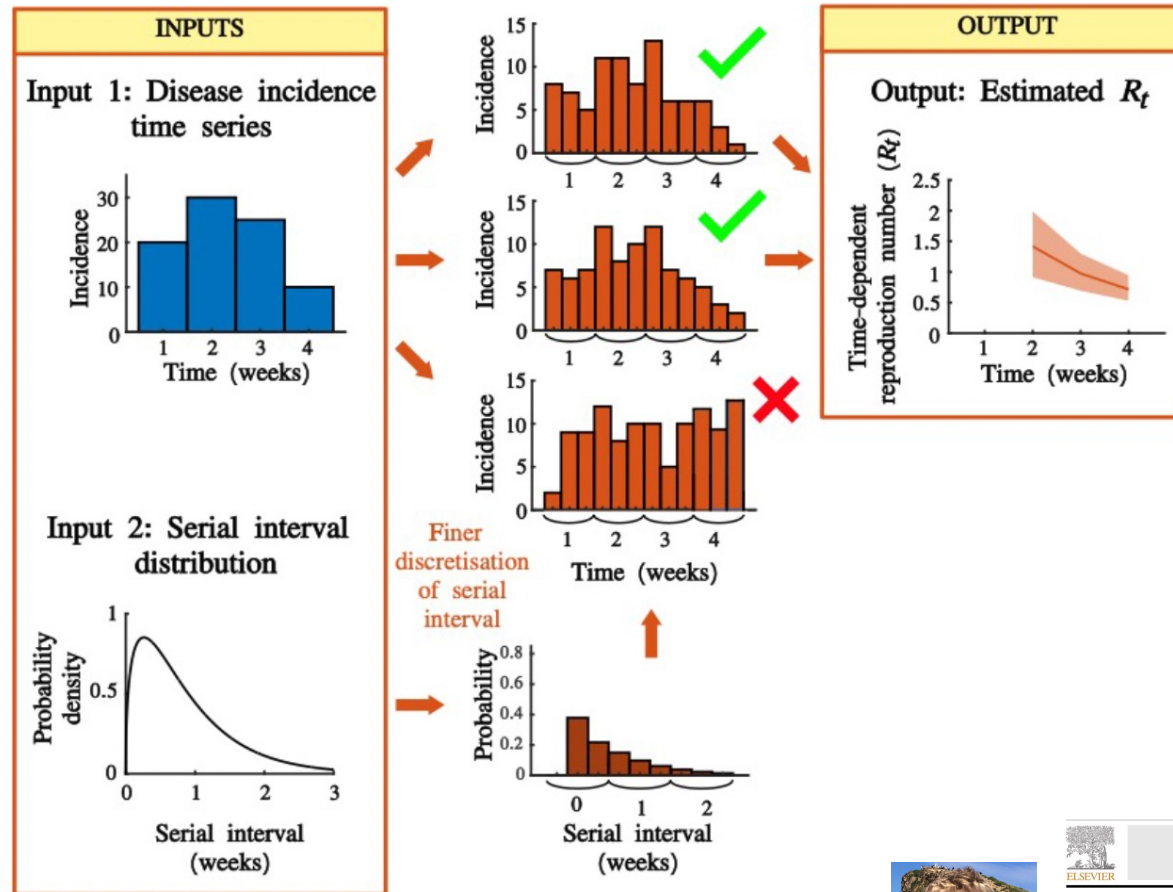 INPUTS
Input 1: Disease incidence
time series
Incidence
30
20
10
0
1 2 3 4
Time (weeks)
Input 2: Serial interval
distribution
Probability
density
1
0.5
0
0 1 2 3
Serial interval
(weeks)
Incidence
15
10
5
0
1 2 3 4
Incidence
15
10
5
0
1 2 3 4
Incidence
15
10
5
0
1 2 3 4
Time (weeks)
Finer
discretisation
of serial
interval
Probability
0.8
0.6
0.4
0.2
0
0 1 2
Serial interval
(weeks)
OUTPUT
Output: Estimated Rt
Time-dependent
reproduction number (Rt)
2.5
2
1.5
1
0.5
0
1 2 3 4
Time (weeks)
ELSEVIER